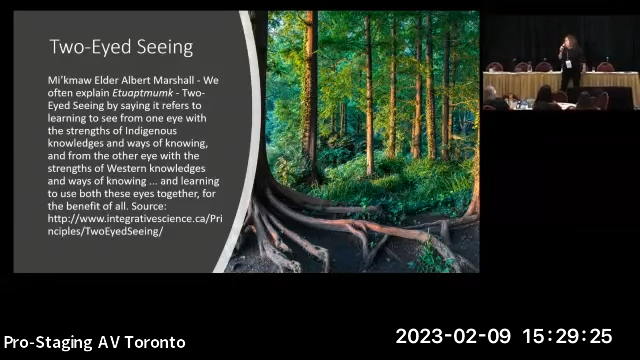 Two-Eyed Seeing
Mi'kmaw Elder Albert Marshall - We
often explain Etuaptmumk - Two-
Eyed Seeing by saying it refers to
learning to see from one eye with
the strengths of Indigenous
knowledges and ways of knowing,
and from the other eye with the
strengths of Western knowledges
and ways of knowing ... and learning
to use both these eyes together, for
the benefit of all. Source:
http://www.integrativescience.ca/Pri
nciples/TwoEyedSeeing/
Pro-Staging AV Toronto
2023-02-09 15:29:25